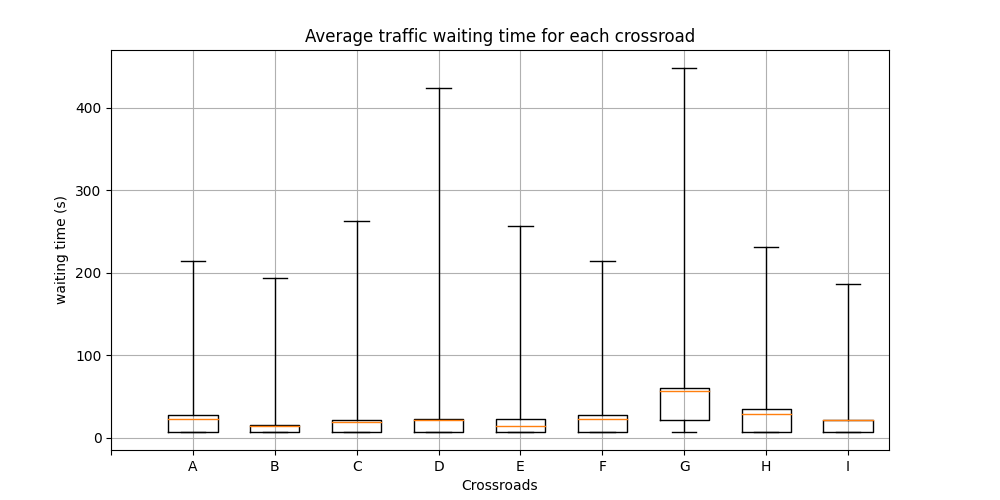 Average traffic waiting time for each crossroad
waiting time (s)
400
300
200
100
0
A B C D E F G H I
Crossroads